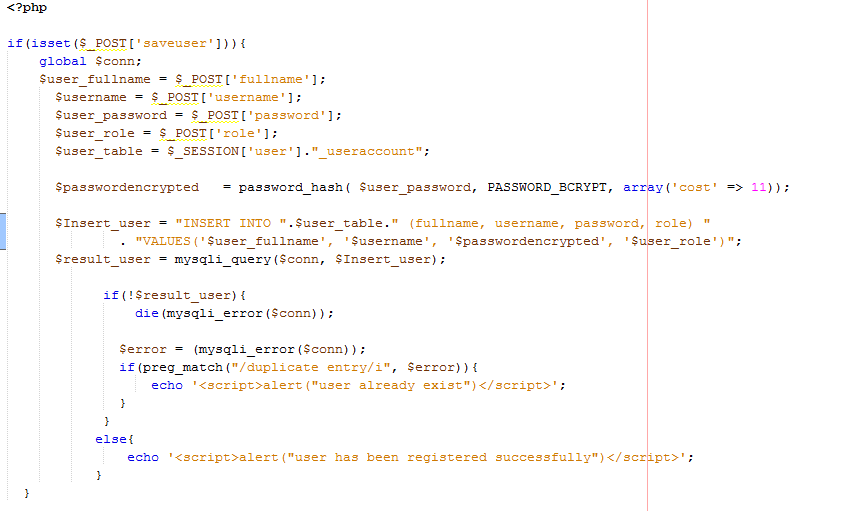 <?php
if(isset($_POST['saveuser'])){
global $conn;
$user_fullname = $_POST['fullname'];
$username = $_POST['username'];
$user_password = $_POST['password'];
$user_role = $_POST['role'];
$user_table = $_SESSION['user']."_useraccount";
$passwordencrypted   = password_hash( $user_password, PASSWORD_BCRYPT, array('cost' => 11));
$Insert_user = "INSERT INTO ".$user_table." (fullname, username, password, role) "
. "VALUES('$user_fullname', '$username', '$passwordencrypted', '$user_role')";
$result_user = mysqli_query($conn, $Insert_user);
if(!$result_user){
die(mysqli_error($conn));
$error = (mysqli_error($conn));
if(preg_match("/duplicate entry/i", $error)){
echo '<script>alert("user already exist")</script>';
}
}
else{
echo '<script>alert("user has been registered successfully")</script>';
}
}